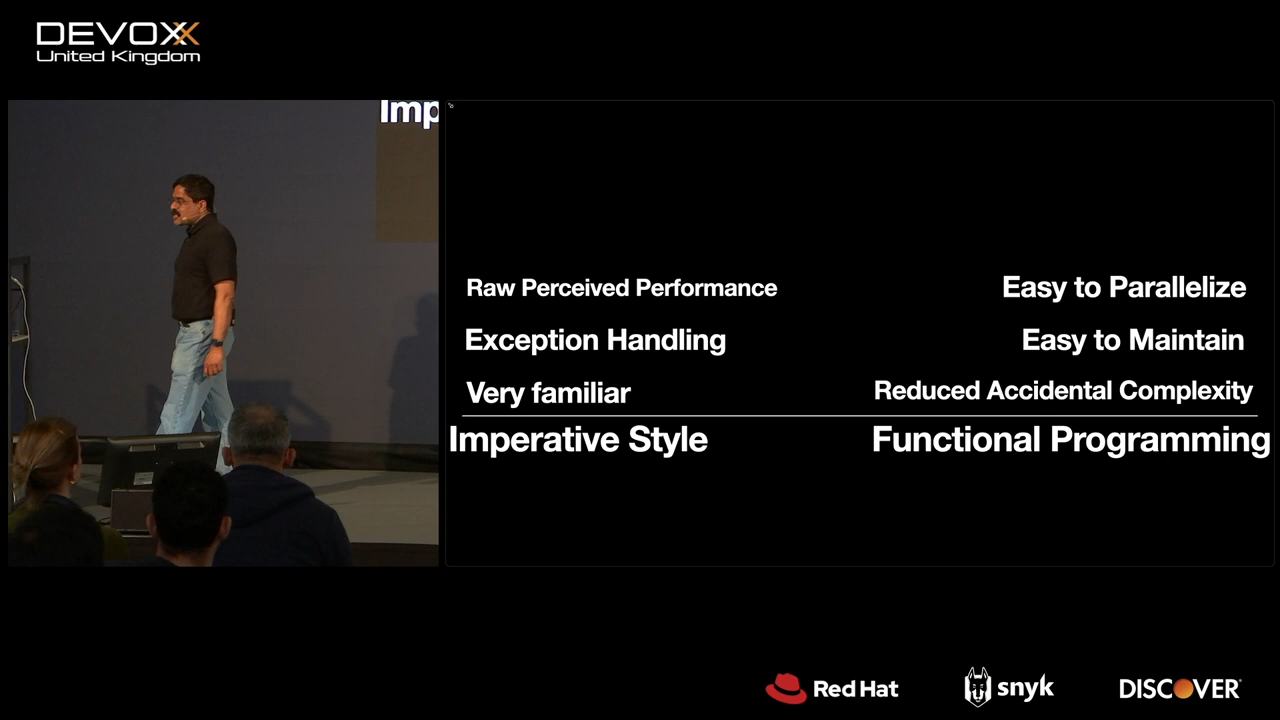 DEVOXX
United Kingdom
Imp
Raw Perceived Performance
Easy to Parallelize
Exception Handling
Easy to Maintain
Very familiar
Reduced Accidental Complexity
Imperative Style
Functional Programming
Red Hat
snyk
DISCOVER